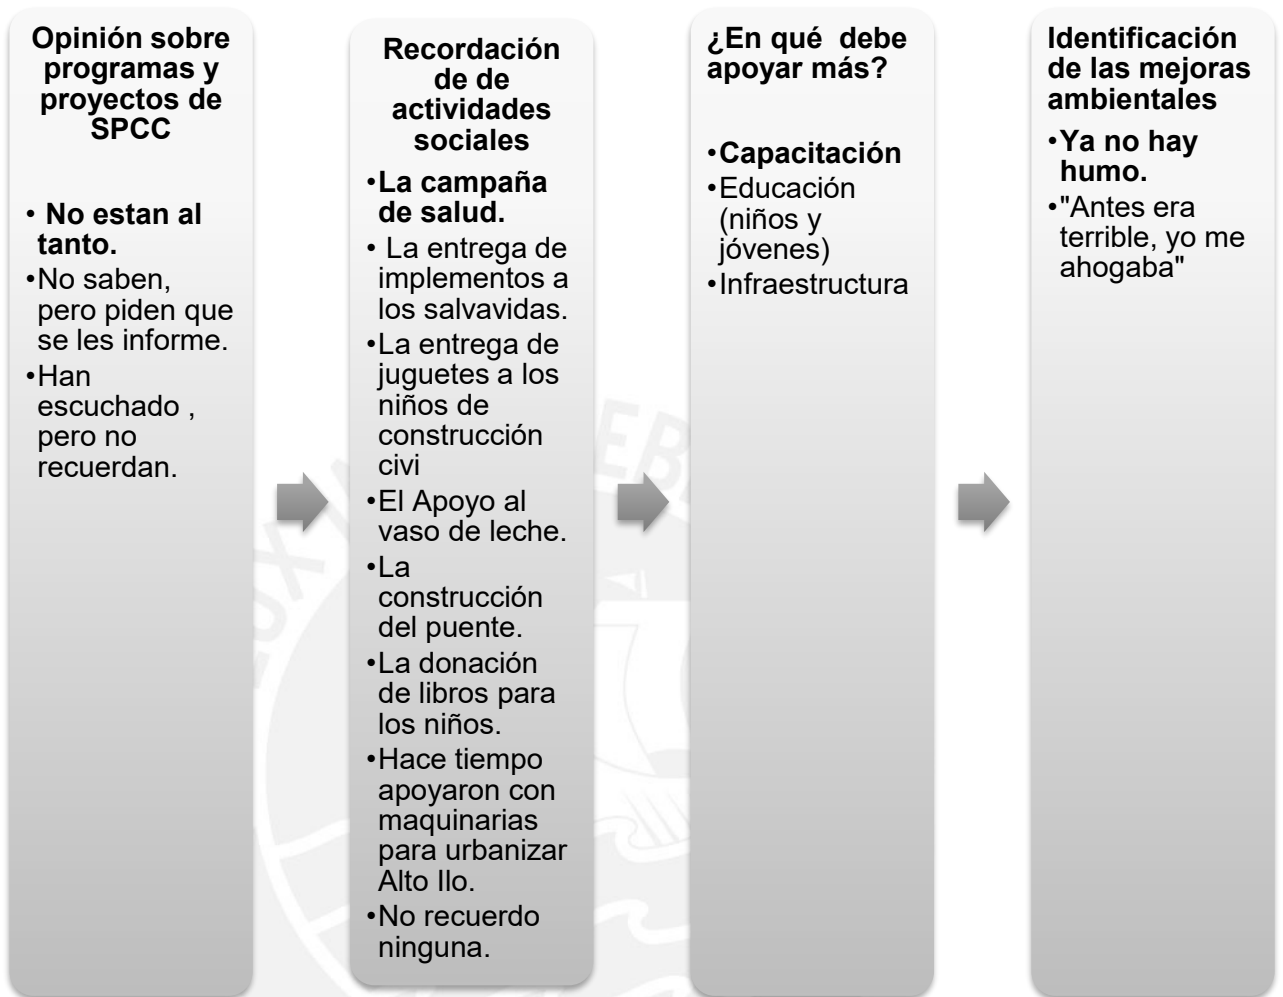 Opinión sobre
programas y
proyectos de
SPCC
• No estan al
tanto.
•No saben,
pero piden que
se les informe.
•Han
escuchado ,
pero no
recuerdan.
Recordación
de de
actividades
sociales
•La campaña
de salud.
• La entrega de
implementos a
los salvavidas.
•La entrega de
juguetes a los
niños de
construcción
civi
•El Apoyo al
vaso de leche.
•La
construcción
del puente.
•La donación
de libros para
los niños.
•Hace tiempo
apoyaron con
maquinarias
para urbanizar
Alto Ilo.
•No recuerdo
ninguna.
¿En qué  debe
apoyar más?
•Capacitación
•Educación
(niños y
jóvenes)
•Infraestructura
Identificación
de las mejoras
ambientales
•Ya no hay
humo.
•"Antes era
terrible, yo me
ahogaba"